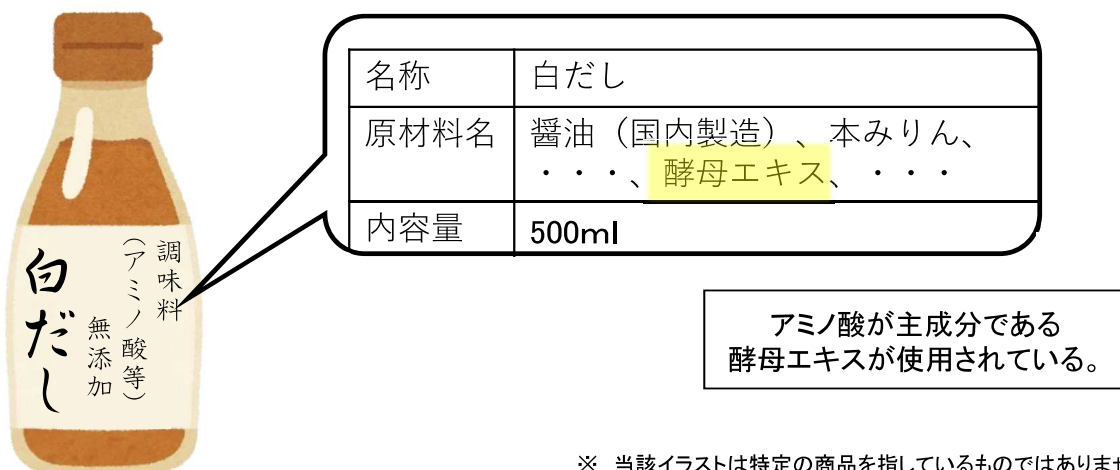 調味料
（アミノ酸等）
無添加
白だし
名称 白だし
原材料名 醤油（国内製造）、本みりん、
・・・、酵母エキス、・・・
内容量 500ml
アミノ酸が主成分である
酵母エキスが使用されている。
※ 当該イラストは特定の商品を指しているものではありませ